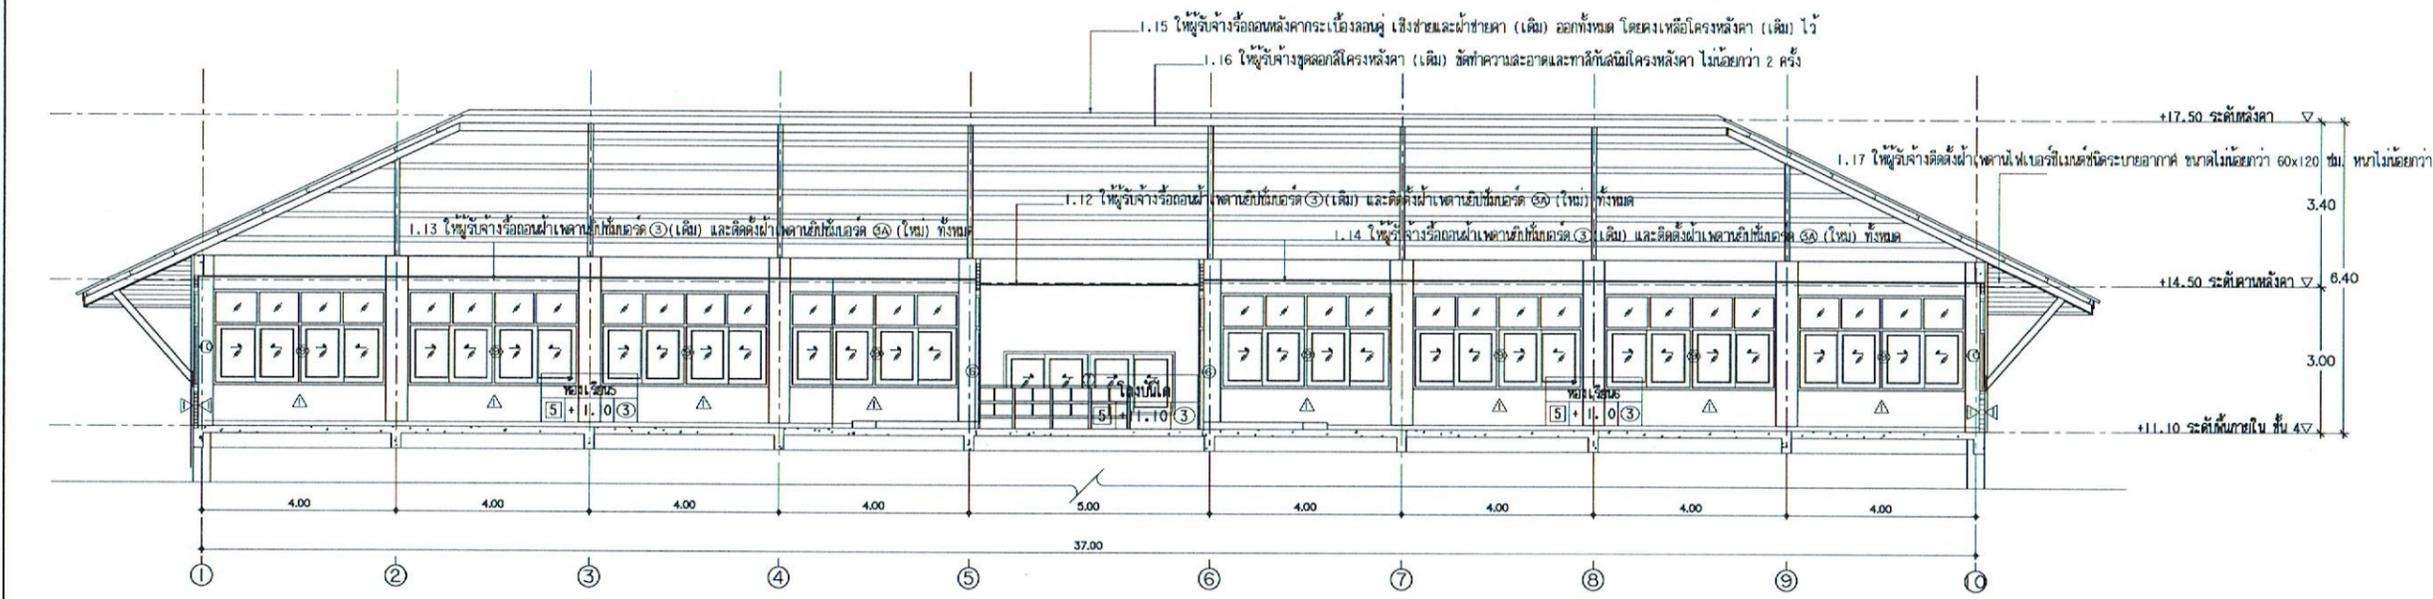 1.15 ให้ผู้รับจ้างรื้อถอนหลังคากระเบื้องลอนคู่ เชิงชายและฝ้าชายคา (เดิม) ออกทั้งหมด โดยคงเหลือโครงหลังคา (เดิม) ไว้
1.16 ให้ผู้รับจ้างขูดลอกสีโครงหลังคา (เดิม) ขัดทำความสะอาดและทาสีกันสนิมโครงหลังคา ไม่น้อยกว่า 2 ครั้ง
+17.50 ระดับหลังคา
1.17 ให้ผู้รับจ้างติดตั้งฝ้าเพดานไฟเบอร์ซีเมนต์ชนิดระบายอากาศ ขนาดไม่น้อยกว่า 60x120 ซม. หนาไม่น้อยกว่า
3.40
1.12 ให้ผู้รับจ้างรื้อถอนฝ้าเพดานยิปซั่มบอร์ด 3 (เดิม) และติดตั้งฝ้าเพดานยิปซั่มบอร์ด 3A (ใหม่) ทั้งหมด
1.13 ให้ผู้รับจ้างรื้อถอนฝ้าเพดานยิปซั่มบอร์ด 3 (เดิม) และติดตั้งฝ้าเพดานยิปซั่มบอร์ด 3A (ใหม่) ทั้งหมด
1.14 ให้ผู้รับจ้างรื้อถอนฝ้าเพดานยิปซั่มบอร์ด 3 (เดิม) และติดตั้งฝ้าเพดานยิปซั่มบอร์ด 3A (ใหม่) ทั้งหมด
+14.50 ระดับคานหลังคา
6.40
3.00
ห้องเรียน5
5 +11.10 3
โถงบันได
5 +11.10 3
ห้องเรียน6
5 +11.10 3
6 6
10 10
1 1 1 1 1 1 1 1
+11.10 ระดับพื้นภายใน ชั้น 4
4.00 4.00 4.00 4.00 5.00 4.00 4.00 4.00 4.00
37.00
1 2 3 4 5 6 7 8 9 10